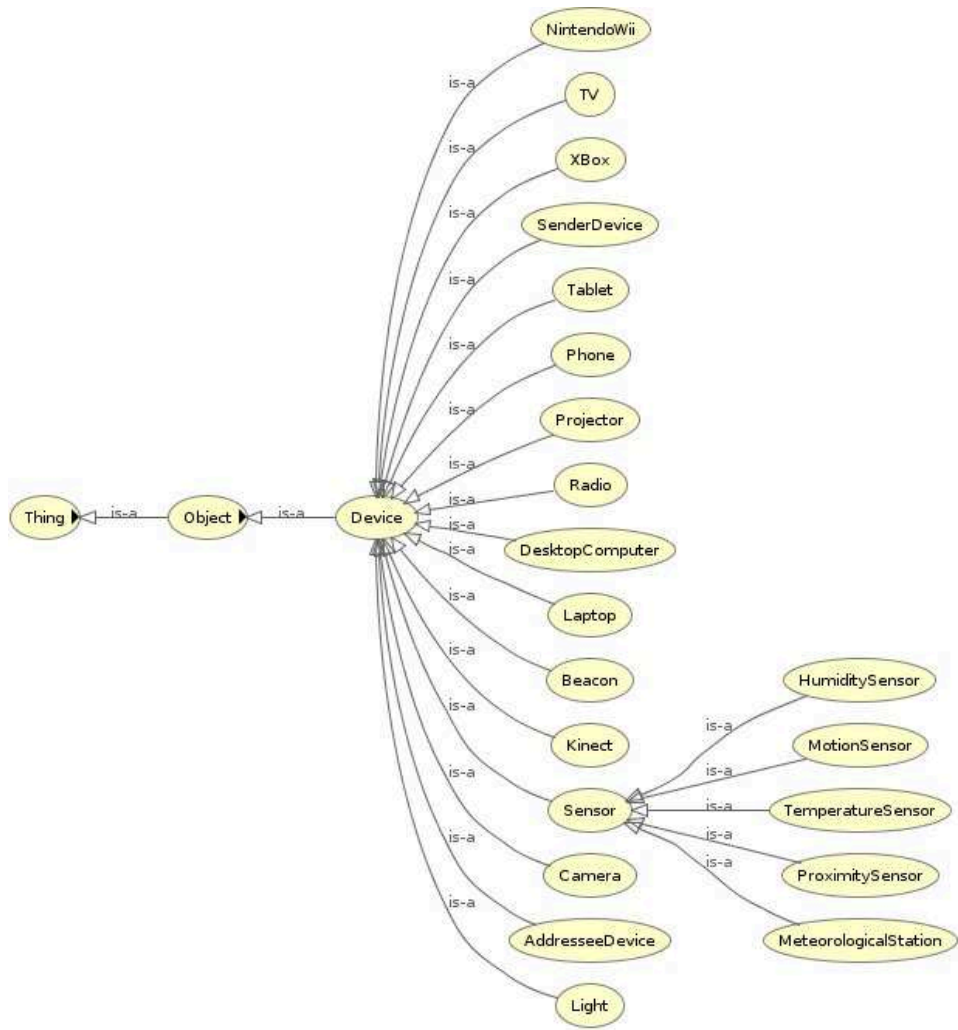 NintendoWii
is-a
TV
is-a
XBox
is-a
SenderDevice
is-a
Tablet
is-a
Phone
is-a
Projector
is-a
Radio
is-a
Thing
is-a
Object
is-a
Device
is-a
DesktopComputer
is-a
Laptop
is-a
Beacon
is-a
Kinect
is-a
Sensor
is-a
Camera
is-a
AddresseeDevice
is-a
Light
HumiditySensor
is-a
MotionSensor
is-a
TemperatureSensor
is-a
ProximitySensor
is-a
MeteorologicalStation
is-a